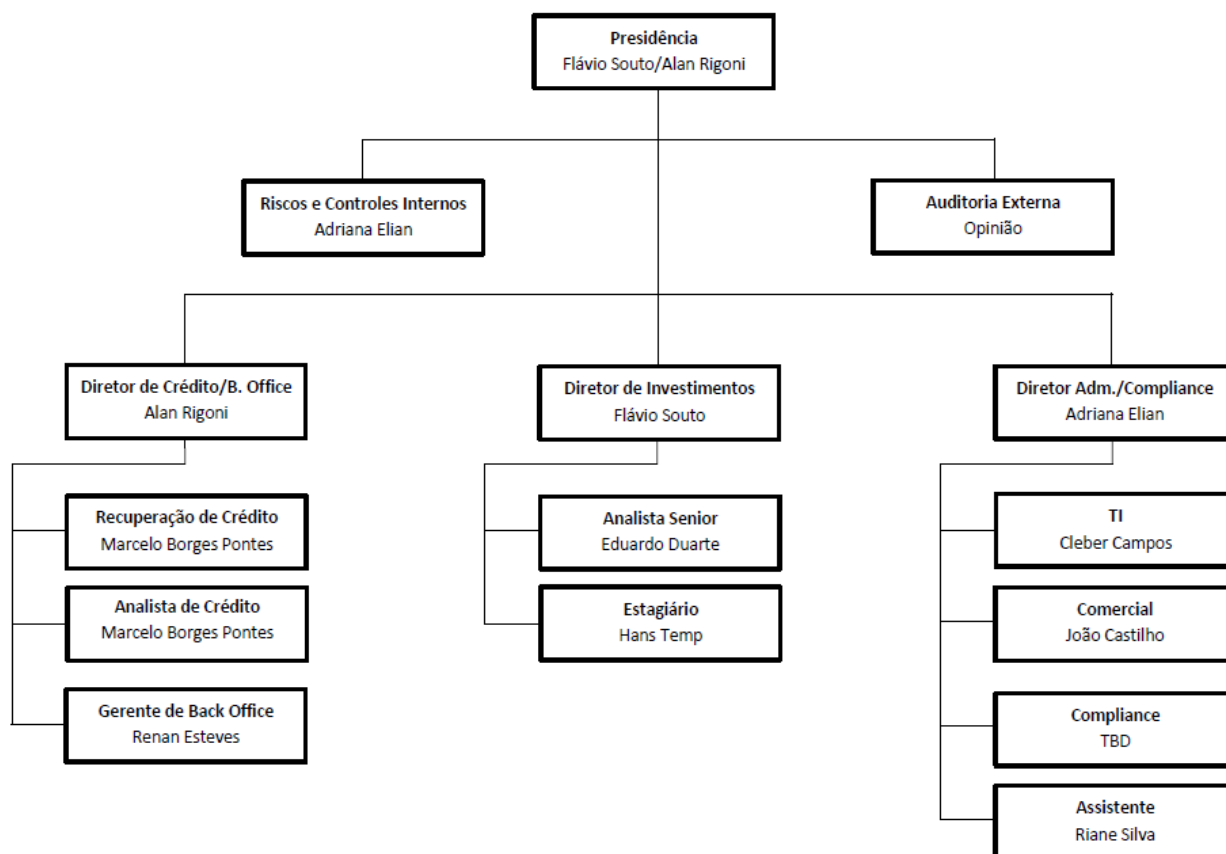 Presidência
Flávio Souto/Alan Rigoni
Riscos e Controles Internos
Adriana Elian
Auditoria Externa
Opinião
Diretor de Crédito/B. Office
Alan Rigoni
Diretor de Investimentos
Flávio Souto
Diretor Adm./Compliance
Adriana Elian
Recuperação de Crédito
Marcelo Borges Pontes
Analista de Crédito
Marcelo Borges Pontes
Gerente de Back Office
Renan Esteves
Analista Senior
Eduardo Duarte
Estagiário
Hans Temp
TI
Cleber Campos
Comercial
João Castilho
Compliance
TBD
Assistente
Riane Silva